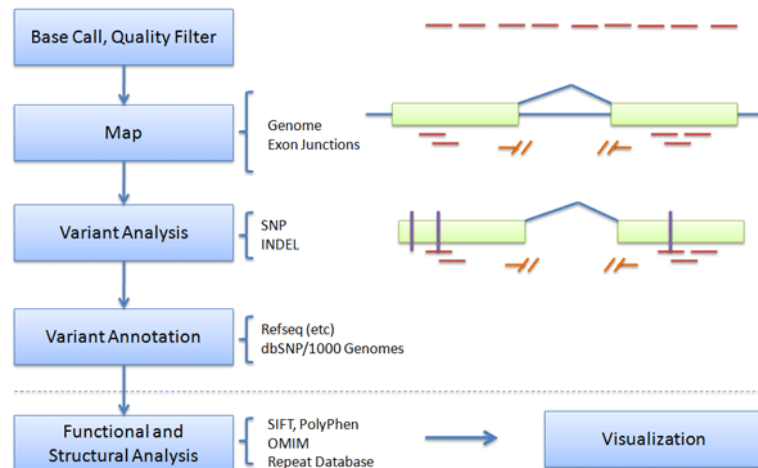 Base Call, Quality Filter
Map
Genome
Exon Junctions
Variant Analysis
SNP
INDEL
Variant Annotation
Refseq (etc)
dbSNP/1000 Genomes
Functional and
Structural Analysis
SIFT, PolyPhen
OMIM
Repeat Database
Visualization